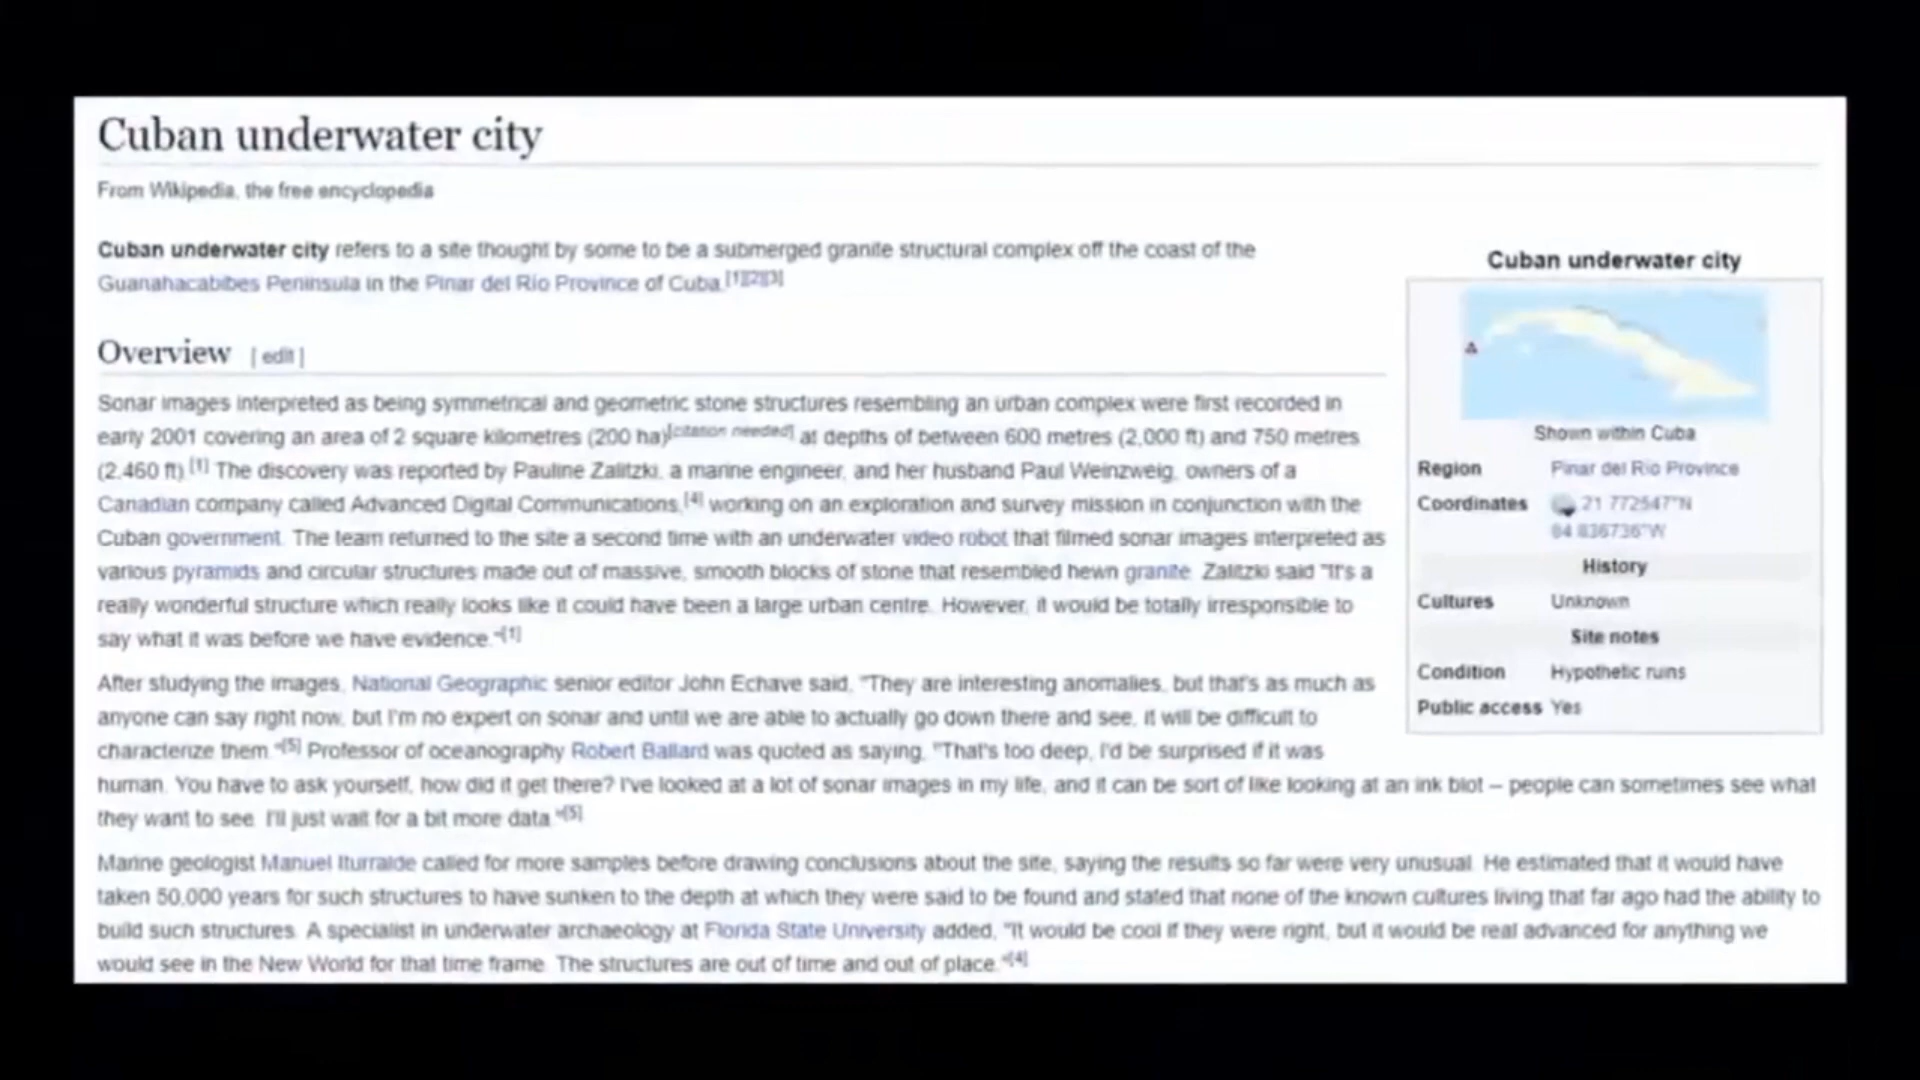 Cuban underwater city
From Wikipedia, the free encyclopedia
Cuban underwater city refers to a site thought by some to be a submerged granite structural complex off the coast of the
Guanahacabibes Peninsula in the Pinar del Río Province of Cuba.[1][2][3]
Overview [ edit ]
Sonar images interpreted as being symmetrical and geometric stone structures resembling an urban complex were first recorded in
early 2001 covering an area of 2 square kilometres (200 ha)[citation needed] at depths of between 600 metres (2,000 ft) and 750 metres
(2,460 ft).[1] The discovery was reported by Pauline Zalitzki, a marine engineer, and her husband Paul Weinzweig, owners of a
Canadian company called Advanced Digital Communications,[4] working on an exploration and survey mission in conjunction with the
Cuban government. The team returned to the site a second time with an underwater video robot that filmed sonar images interpreted as
various pyramids and circular structures made out of massive, smooth blocks of stone that resembled hewn granite. Zalitzki said "It's a
really wonderful structure which really looks like it could have been a large urban centre. However, it would be totally irresponsible to
say what it was before we have evidence."[1]
After studying the images, National Geographic senior editor John Echave said, "They are interesting anomalies, but that's as much as
anyone can say right now, but I'm no expert on sonar and until we are able to actually go down there and see, it will be difficult to
characterize them."[5] Professor of oceanography Robert Ballard was quoted as saying, "That's too deep, I'd be surprised if it was
human. You have to ask yourself, how did it get there? I've looked at a lot of sonar images in my life, and it can be sort of like looking at an ink blot – people can sometimes see what
they want to see. I'll just wait for a bit more data."[5]
Marine geologist Manuel Iturralde called for more samples before drawing conclusions about the site, saying the results so far were very unusual. He estimated that it would have
taken 50,000 years for such structures to have sunken to the depth at which they were said to be found and stated that none of the known cultures living that far ago had the ability to
build such structures. A specialist in underwater archaeology at Florida State University added, "It would be cool if they were right, but it would be real advanced for anything we
would see in the New World for that time frame. The structures are out of time and out of place."[4]
Cuban underwater city
Shown within Cuba
Region Pinar del Río Province
Coordinates 21.772547°N
84.836736°W
History
Cultures Unknown
Site notes
Condition Hypothetic ruins
Public access Yes